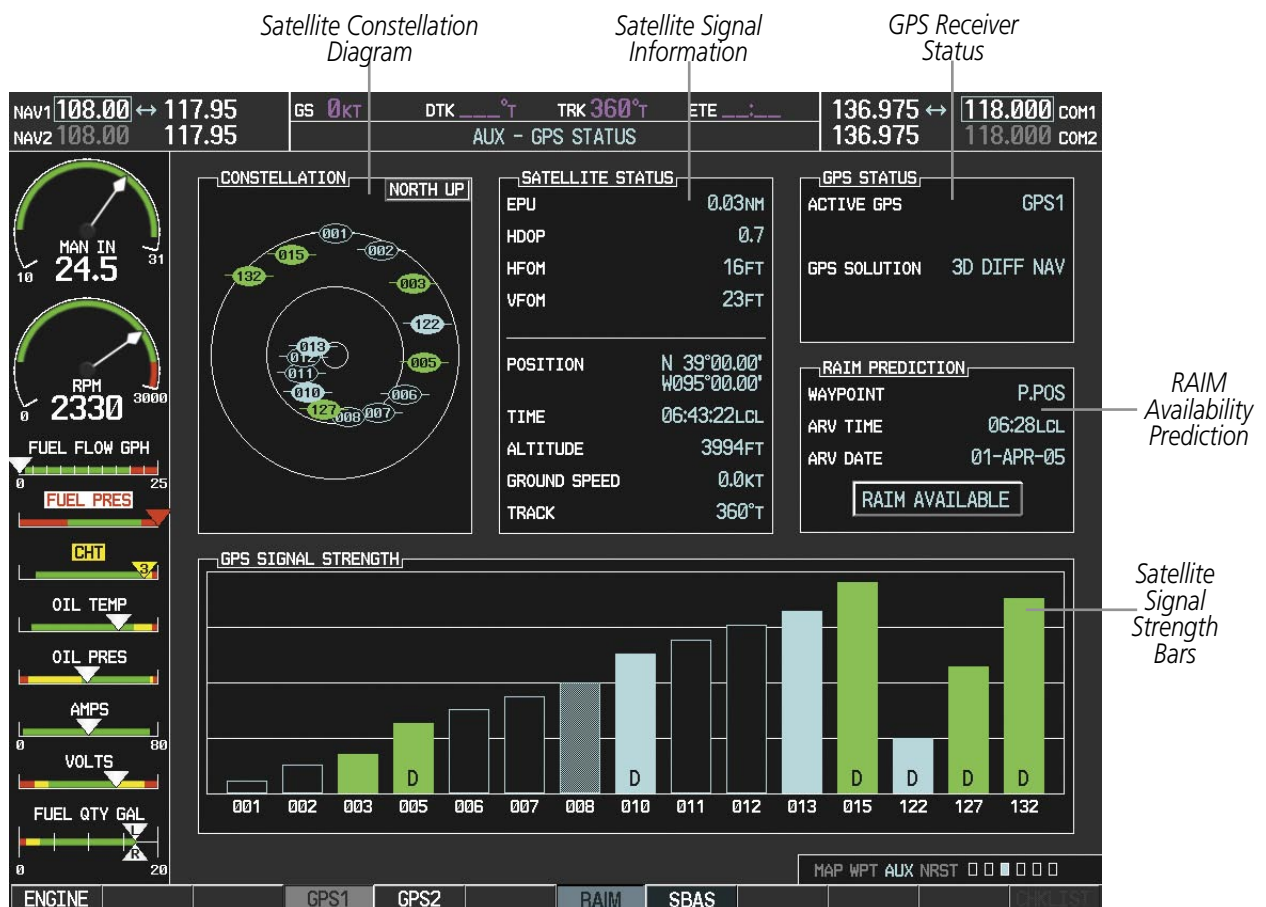 Satellite Constellation Diagram
Satellite Signal Information
GPS Receiver Status
NAV1 108.00 ↔ 117.95
NAV2 108.00 117.95
GS 0KT DTK ___°T TRK 360°T ETE __:__
AUX – GPS STATUS
136.975 ↔ 118.000 COM1
136.975 118.000 COM2
MAN IN
24.5
10 31
RPM
2330
0 3000
FUEL FLOW GPH
0 25
FUEL PRES
CHT
3
OIL TEMP
OIL PRES
AMPS
0 80
VOLTS
FUEL QTY GAL
L
R
0 20
CONSTELLATION
NORTH UP
001
002
015
132
003
122
013
012
005
011
010
006
127
008
007
SATELLITE STATUS
EPU 0.03NM
HDOP 0.7
HFOM 16FT
VFOM 23FT
POSITION N 39°00.00'
W095°00.00'
TIME 06:43:22LCL
ALTITUDE 3994FT
GROUND SPEED 0.0KT
TRACK 360°T
GPS STATUS
ACTIVE GPS GPS1
GPS SOLUTION 3D DIFF NAV
RAIM PREDICTION
WAYPOINT P.POS
ARV TIME 06:28LCL
ARV DATE 01-APR-05
RAIM AVAILABLE
RAIM Availability Prediction
GPS SIGNAL STRENGTH
D D D D D D
001 002 003 005 006 007 008 010 011 012 013 015 122 127 132
Satellite Signal Strength Bars
MAP WPT AUX NRST
ENGINE GPS1 GPS2 RAIM SBAS CHKLIST